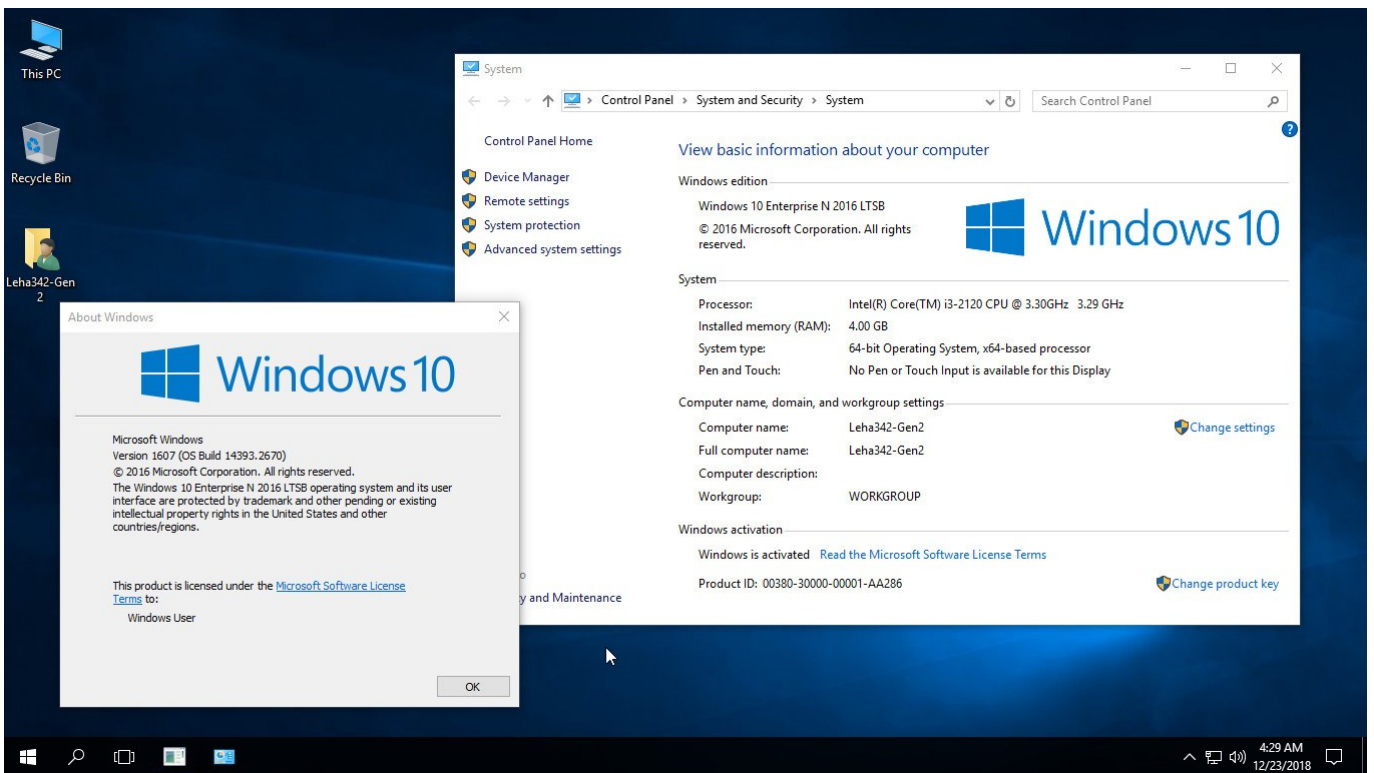 This PC
Recycle Bin
Leha342-Gen
2
System
Control Panel > System and Security > System
Search Control Panel
Control Panel Home
Device Manager
Remote settings
System protection
Advanced system settings
y and Maintenance
View basic information about your computer
Windows edition
Windows 10 Enterprise N 2016 LTSB
© 2016 Microsoft Corporation. All rights
reserved.
Windows 10
System
Processor: Intel(R) Core(TM) i3-2120 CPU @ 3.30GHz 3.29 GHz
Installed memory (RAM): 4.00 GB
System type: 64-bit Operating System, x64-based processor
Pen and Touch: No Pen or Touch Input is available for this Display
Computer name, domain, and workgroup settings
Computer name: Leha342-Gen2
Change settings
Full computer name: Leha342-Gen2
Computer description:
Workgroup: WORKGROUP
Windows activation
Windows is activated Read the Microsoft Software License Terms
Product ID: 00380-30000-00001-AA286
Change product key
About Windows
Windows 10
Microsoft Windows
Version 1607 (OS Build 14393.2670)
© 2016 Microsoft Corporation. All rights reserved.
The Windows 10 Enterprise N 2016 LTSB operating system and its user
interface are protected by trademark and other pending or existing
intellectual property rights in the United States and other
countries/regions.
This product is licensed under the Microsoft Software License
Terms to:
Windows User
OK
4:29 AM
12/23/2018